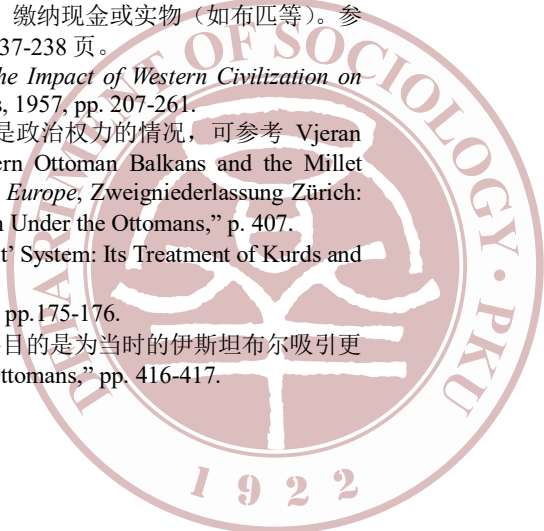 缴纳现金或实物（如布匹等）。参
37-238 页。
he Impact of Western Civilization on
s, 1957, pp. 207-261.
是政治权力的情况，可参考 Vjeran
ern Ottoman Balkans and the Millet
Europe, Zweigniederlassung Zürich:
n Under the Ottomans,” p. 407.
t’ System: Its Treatment of Kurds and
pp.175-176.
目的是为当时的伊斯坦布尔吸引更
ttomans,” pp. 416-417.
DEPARTMENT OF SOCIOLOGY · PKU
1922